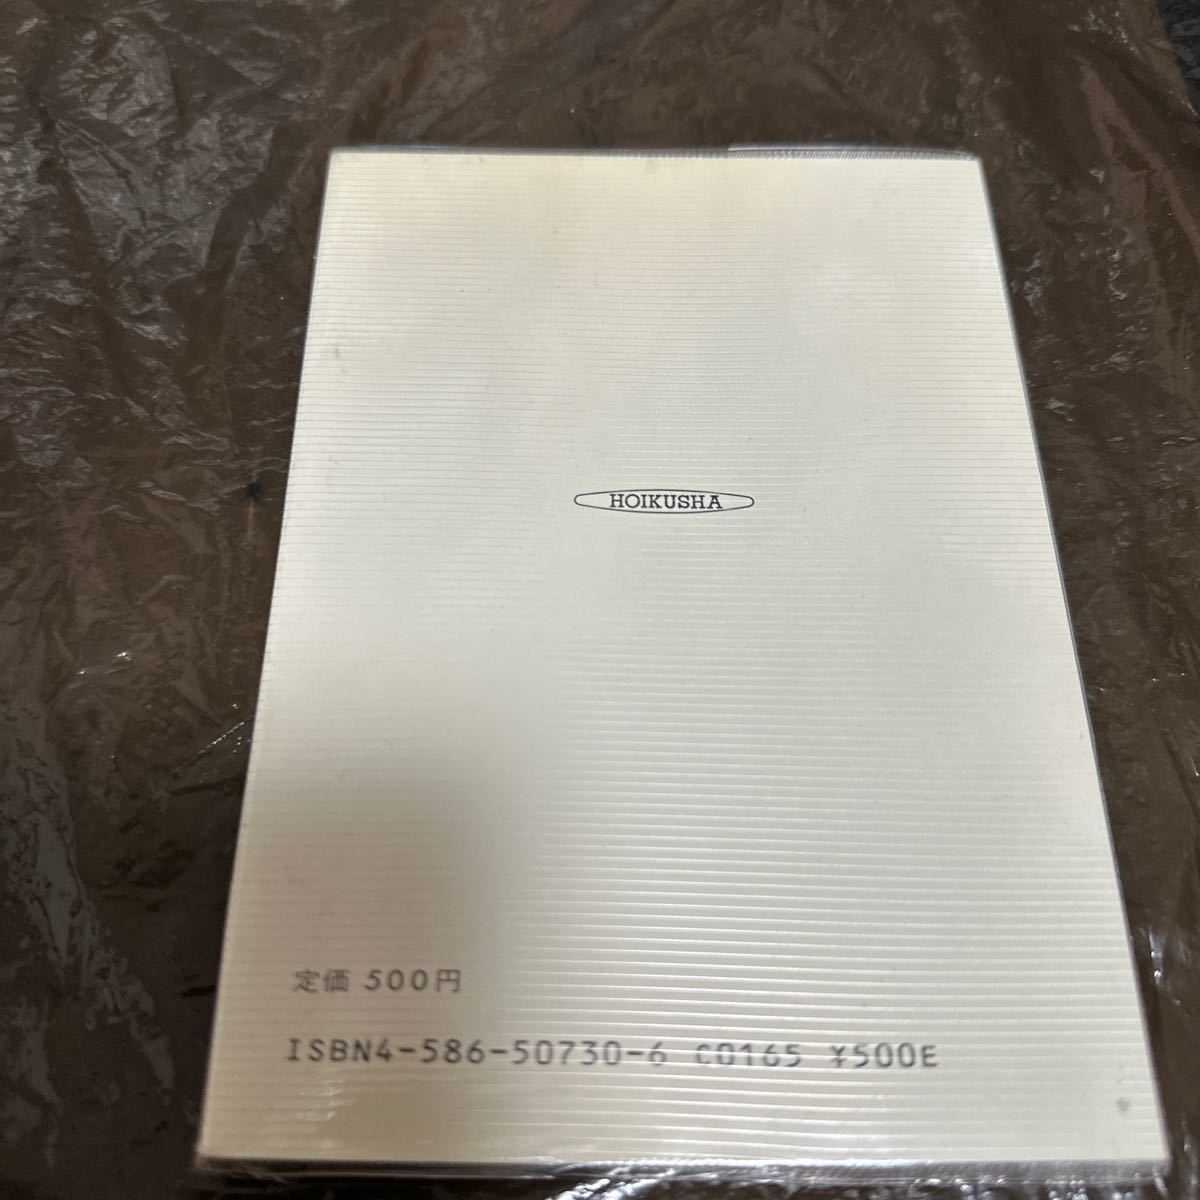 HOIKUSHA
定価 500円
ISBN4-586-50730-6 C0165 ¥500E